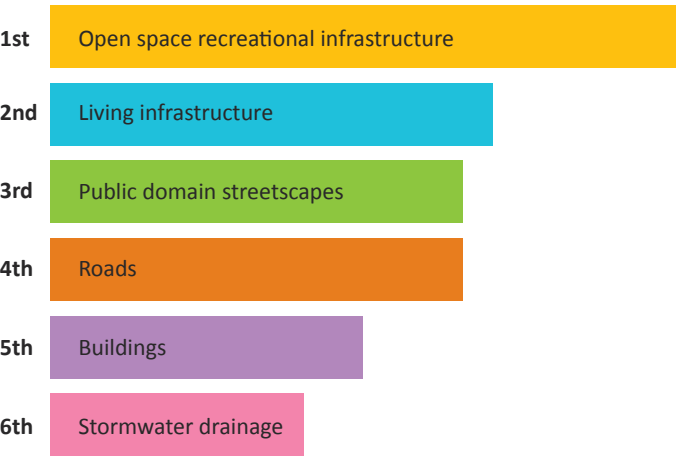 1st Open space recreational infrastructure
2nd Living infrastructure
3rd Public domain streetscapes
4th Roads
5th Buildings
6th Stormwater drainage